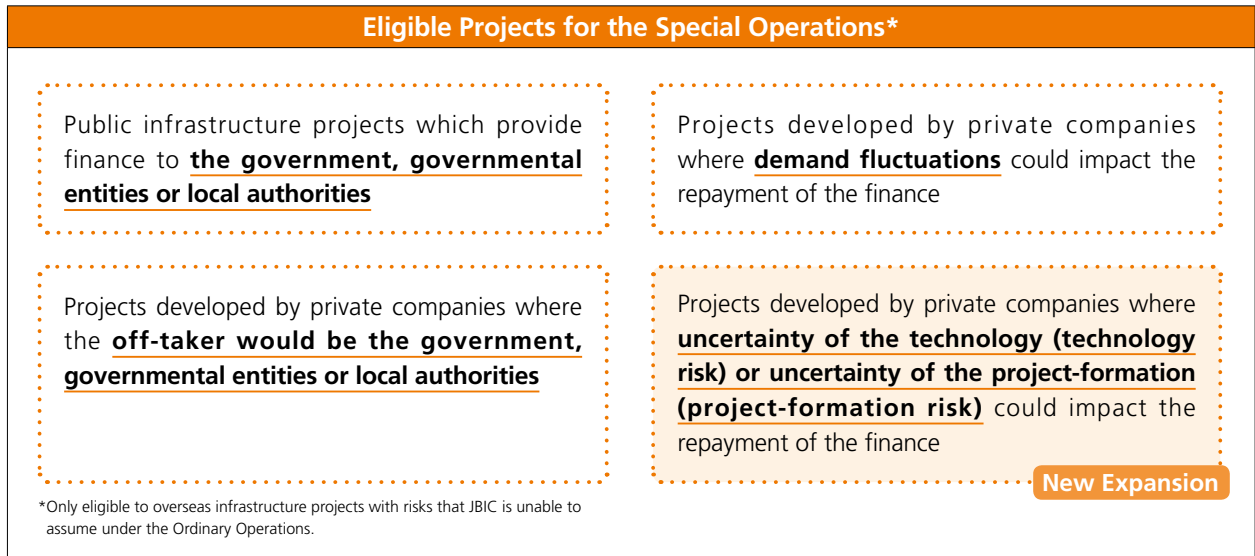 Eligible Projects for the Special Operations*
Public infrastructure projects which provide
finance to the government, governmental
entities or local authorities
Projects developed by private companies
where demand fluctuations could impact the
repayment of the finance
Projects developed by private companies where
the off-taker would be the government,
governmental entities or local authorities
Projects developed by private companies where
uncertainty of the technology (technology
risk) or uncertainty of the project-formation
(project-formation risk) could impact the
repayment of the finance
New Expansion
*Only eligible to overseas infrastructure projects with risks that JBIC is unable to
assume under the Ordinary Operations.